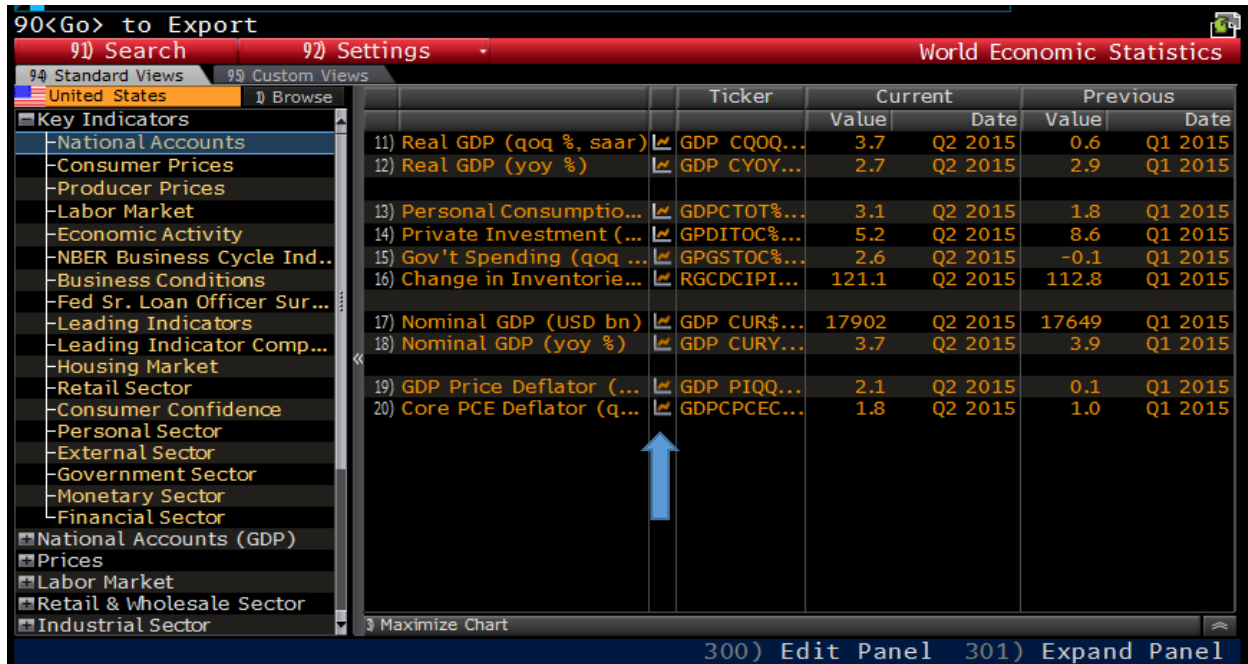 90<Go> to Export
91) Search 92) Settings World Economic Statistics
94) Standard Views 95) Custom Views
United States 1) Browse Ticker Current Previous
Key Indicators Value Date Value Date
National Accounts 11) Real GDP (qoq %, saar) GDP CQOQ... 3.7 Q2 2015 0.6 Q1 2015
Consumer Prices 12) Real GDP (yoy %) GDP CYOY... 2.7 Q2 2015 2.9 Q1 2015
Producer Prices
Labor Market 13) Personal Consumptio... GDPCTOT%... 3.1 Q2 2015 1.8 Q1 2015
Economic Activity 14) Private Investment (... GPDITOC%... 5.2 Q2 2015 8.6 Q1 2015
NBER Business Cycle Ind.. 15) Gov't Spending (qoq ... GPGSTOC%... 2.6 Q2 2015 -0.1 Q1 2015
Business Conditions 16) Change in Inventorie... RGCDCIPI... 121.1 Q2 2015 112.8 Q1 2015
Fed Sr. Loan Officer Sur...
Leading Indicators 17) Nominal GDP (USD bn) GDP CUR$... 17902 Q2 2015 17649 Q1 2015
Leading Indicator Comp... 18) Nominal GDP (yoy %) GDP CURY... 3.7 Q2 2015 3.9 Q1 2015
Housing Market
Retail Sector 19) GDP Price Deflator (... GDP PIQQ... 2.1 Q2 2015 0.1 Q1 2015
Consumer Confidence 20) Core PCE Deflator (q... GDPCPCEC... 1.8 Q2 2015 1.0 Q1 2015
Personal Sector
External Sector
Government Sector
Monetary Sector
Financial Sector
National Accounts (GDP)
Prices
Labor Market
Retail & Wholesale Sector
Industrial Sector 3) Maximize Chart
300) Edit Panel 301) Expand Panel